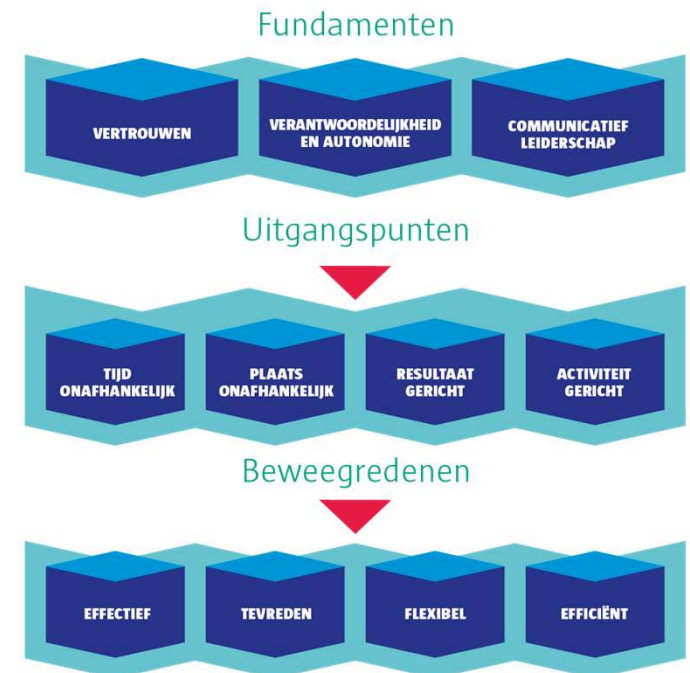 Fundamenten
VERTROUWEN
VERANTWOORDELIJKHEID
EN AUTONOMIE
COMMUNICATIEF
LEIDERSCHAP
Uitgangspunten
TIJD
ONAFHANKELIJK
PLAATS
ONAFHANKELIJK
RESULTAAT
GERICHT
ACTIVITEIT
GERICHT
Beweegredenen
EFFECTIEF
TEVREDEN
FLEXIBEL
EFFICIËNT